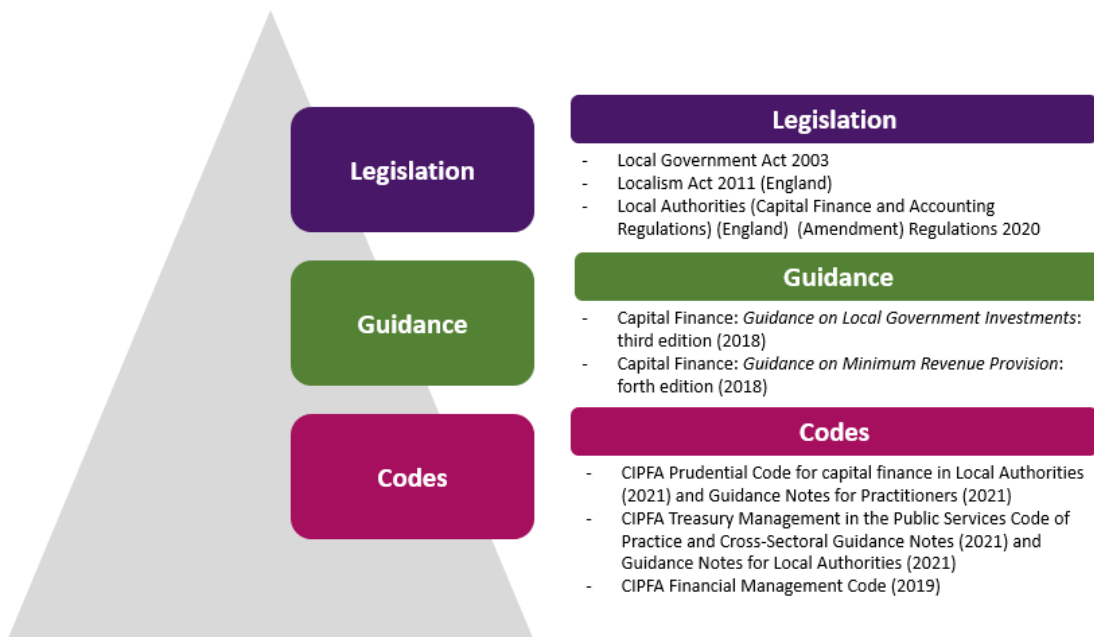 Legislation
Legislation
- Local Government Act 2003
- Localism Act 2011 (England)
- Local Authorities (Capital Finance and Accounting
Regulations) (England)  (Amendment) Regulations 2020
Guidance
Guidance
- Capital Finance: Guidance on Local Government Investments:
third edition (2018)
- Capital Finance: Guidance on Minimum Revenue Provision:
forth edition (2018)
Codes
Codes
- CIPFA Prudential Code for capital finance in Local Authorities
(2021) and Guidance Notes for Practitioners (2021)
- CIPFA Treasury Management in the Public Services Code of
Practice and Cross-Sectoral Guidance Notes (2021) and
Guidance Notes for Local Authorities (2021)
- CIPFA Financial Management Code (2019)